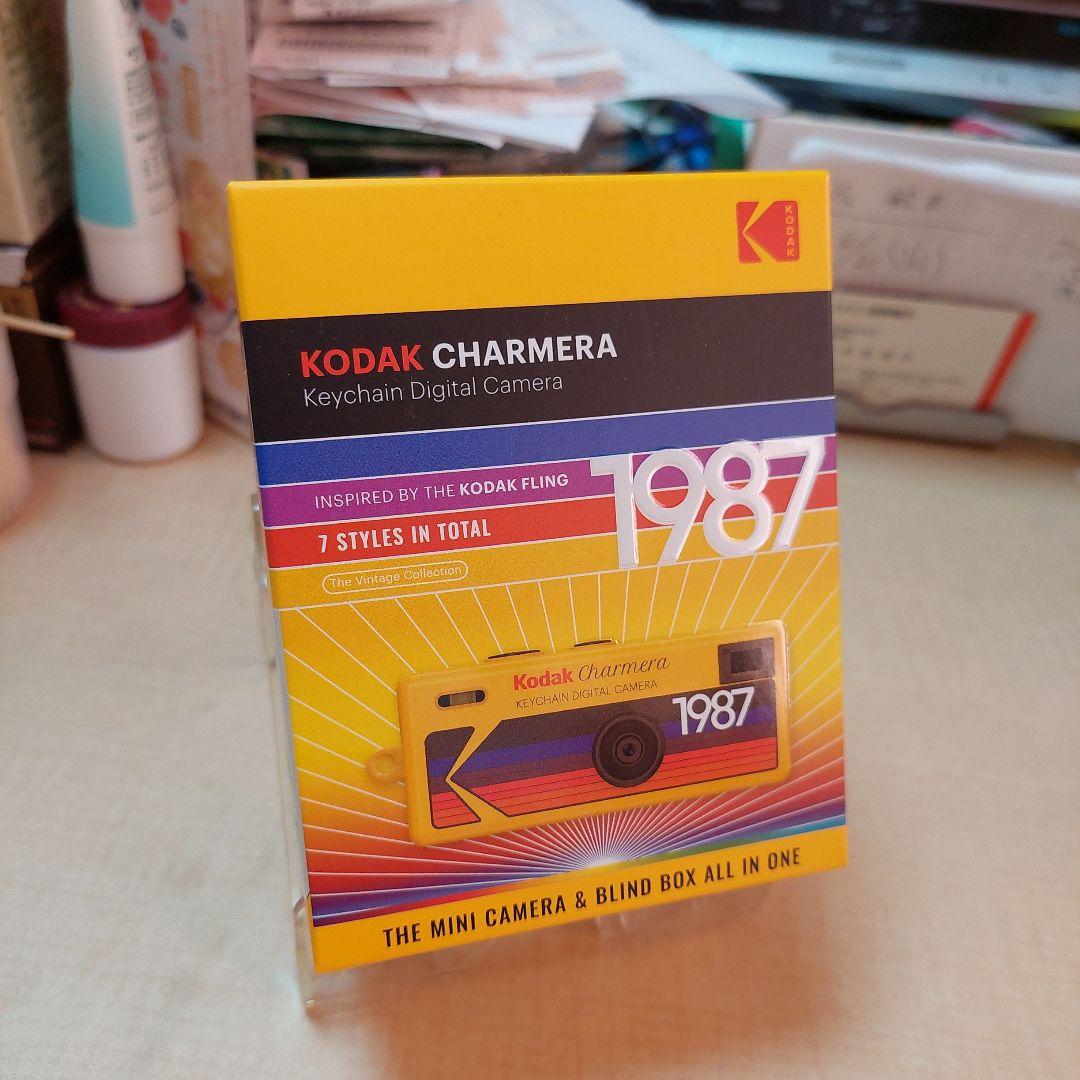 KODAK
KODAK CHARMERA
Keychain Digital Camera
INSPIRED BY THE KODAK FLING
1987
7 STYLES IN TOTAL
The Vintage Collection
Kodak Charmera
KEYCHAIN DIGITAL CAMERA
1987
THE MINI CAMERA & BLIND BOX ALL IN ONE